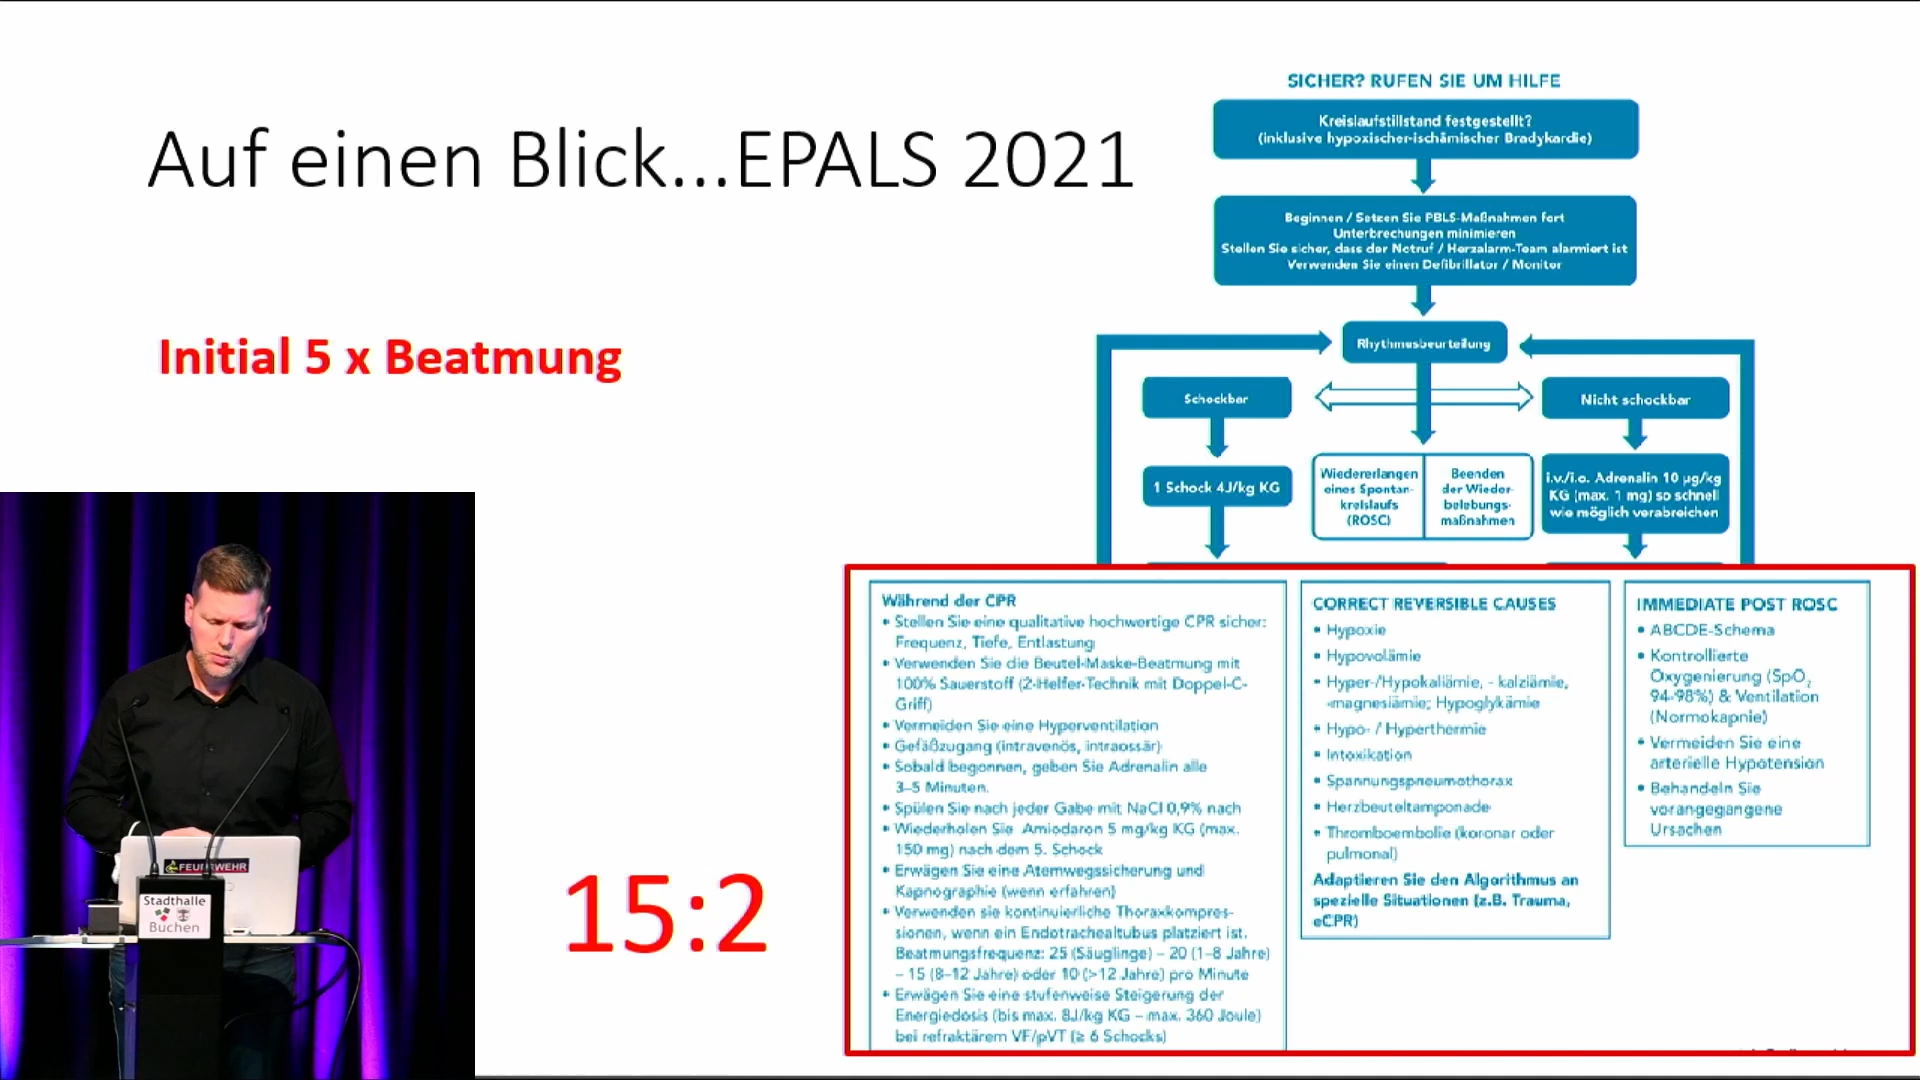 Auf einen Blick...EPALS 2021
Initial 5 x Beatmung
15:2
SICHER? RUFEN SIE UM HILFE
Kreislaufstillstand festgestellt?
(inklusive hypoxischer-ischämischer Bradykardie)
Beginnen / Setzen Sie PBLS-Maßnahmen fort
Unterbrechungen minimieren
Stellen Sie sicher, dass der Notruf / Herzalarm-Team alarmiert ist
Verwenden Sie einen Defibrillator / Monitor
Rhythmusbeurteilung
Schockbar
Nicht schockbar
1 Schock 4J/kg KG
Wiedererlangen
eines Spontan-
kreislaufs
(ROSC)
Beenden
der Wieder-
belebungs-
maßnahmen
i.v./i.o. Adrenalin 10 µg/kg
KG (max. 1 mg) so schnell
wie möglich verabreichen
Während der CPR
• Stellen Sie eine qualitative hochwertige CPR sicher:
Frequenz, Tiefe, Entlastung
• Verwenden Sie die Beutel-Maske-Beatmung mit
100% Sauerstoff (2-Helfer-Technik mit Doppel-C-
Griff)
• Vermeiden Sie eine Hyperventilation
• Gefäßzugang (intravenös, intraossär)
• Sobald begonnen, geben Sie Adrenalin alle
3–5 Minuten.
• Spülen Sie nach jeder Gabe mit NaCl 0,9% nach
• Wiederholen Sie Amiodaron 5 mg/kg KG (max.
150 mg) nach dem 5. Schock
• Erwägen Sie eine Atemwegssicherung und
Kapnographie (wenn erfahren)
• Verwenden sie kontinuierliche Thoraxkompres-
sionen, wenn ein Endotrachealtubus platziert ist.
Beatmungsfrequenz: 25 (Säuglinge) – 20 (1–8 Jahre)
– 15 (8–12 Jahre) oder 10 (>12 Jahre) pro Minute
• Erwägen Sie eine stufenweise Steigerung der
Energiedosis (bis max. 8J/kg KG – max. 360 Joule)
bei refraktärem VF/pVT (≥ 6 Schocks)
CORRECT REVERSIBLE CAUSES
• Hypoxie
• Hypovolämie
• Hyper-/Hypokaliämie, - kalziämie,
-magnesiämie; Hypoglykämie
• Hypo- / Hyperthermie
• Intoxikation
• Spannungspneumothorax
• Herzbeuteltamponade
• Thromboembolie (koronar oder
pulmonal)
Adaptieren Sie den Algorithmus an
spezielle Situationen (z.B. Trauma,
eCPR)
IMMEDIATE POST ROSC
• ABCDE-Schema
• Kontrollierte
Oxygenierung (SpO₂
94-98%) & Ventilation
(Normokapnie)
• Vermeiden Sie eine
arterielle Hypotension
• Behandeln Sie
vorangegangene
Ursachen
FEUERWEHR
Stadthalle
Buchen